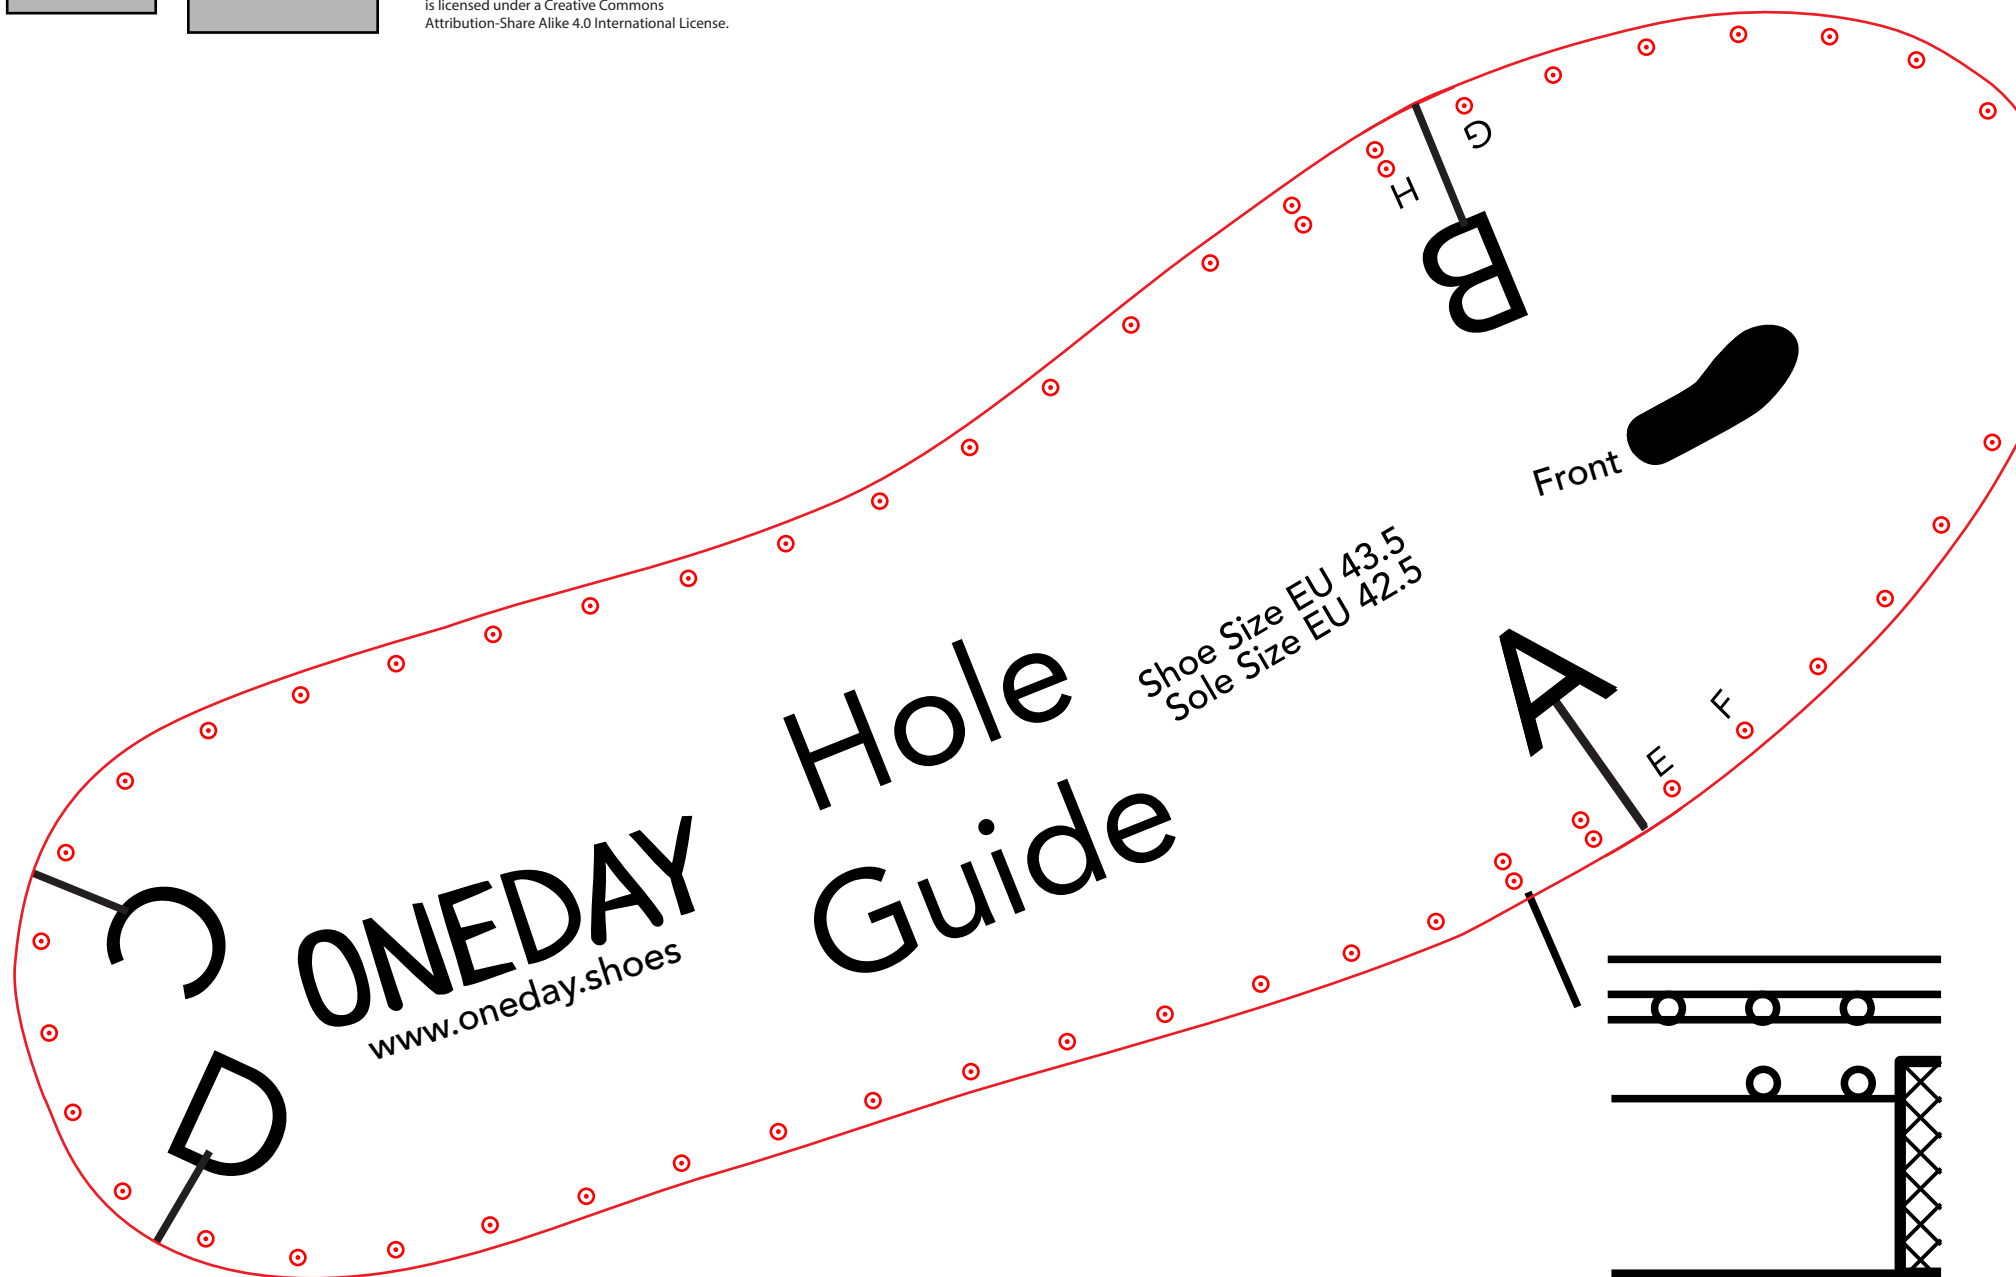 is licensed under a Creative Commons
Attribution-Share Alike 4.0 International License.
G
H
B
Front
Shoe Size EU 43.5
Sole Size EU 42.5
Hole
Guide
A
F
E
C
ONEDAY
www.oneday.shoes
D